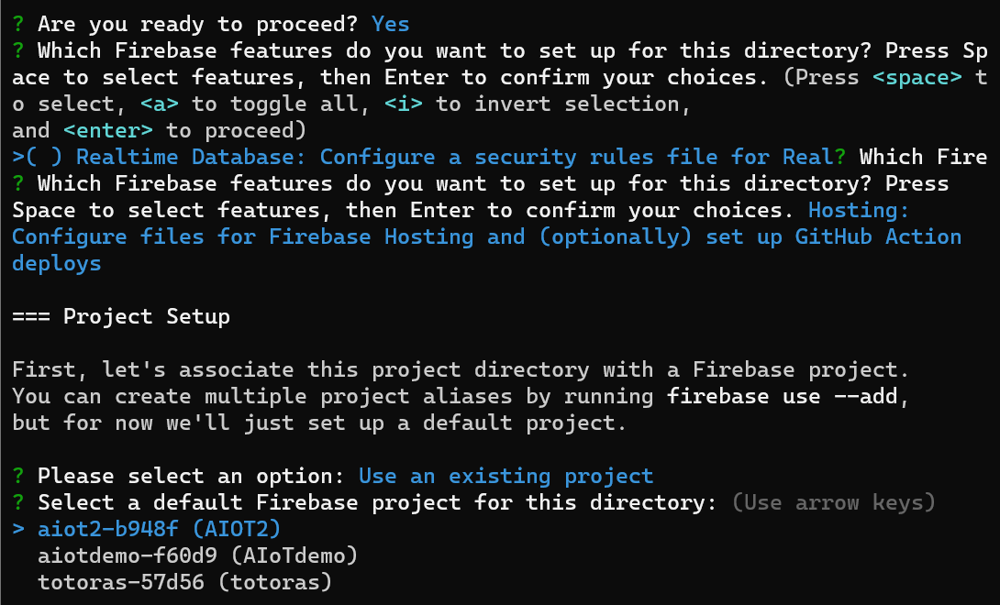 ? Are you ready to proceed? Yes
? Which Firebase features do you want to set up for this directory? Press Sp
ace to select features, then Enter to confirm your choices. (Press <space> t
o select, <a> to toggle all, <i> to invert selection,
and <enter> to proceed)
>( ) Realtime Database: Configure a security rules file for Real? Which Fire
? Which Firebase features do you want to set up for this directory? Press
Space to select features, then Enter to confirm your choices. Hosting:
Configure files for Firebase Hosting and (optionally) set up GitHub Action
deploys
=== Project Setup
First, let's associate this project directory with a Firebase project.
You can create multiple project aliases by running firebase use --add,
but for now we'll just set up a default project.
? Please select an option: Use an existing project
? Select a default Firebase project for this directory: (Use arrow keys)
> aiot2-b948f (AIOT2)
aiotdemo-f60d9 (AIoTdemo)
totoras-57d56 (totoras)